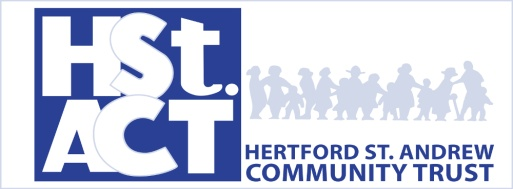 HSt.
ACT
HERTFORD ST. ANDREW
COMMUNITY TRUST